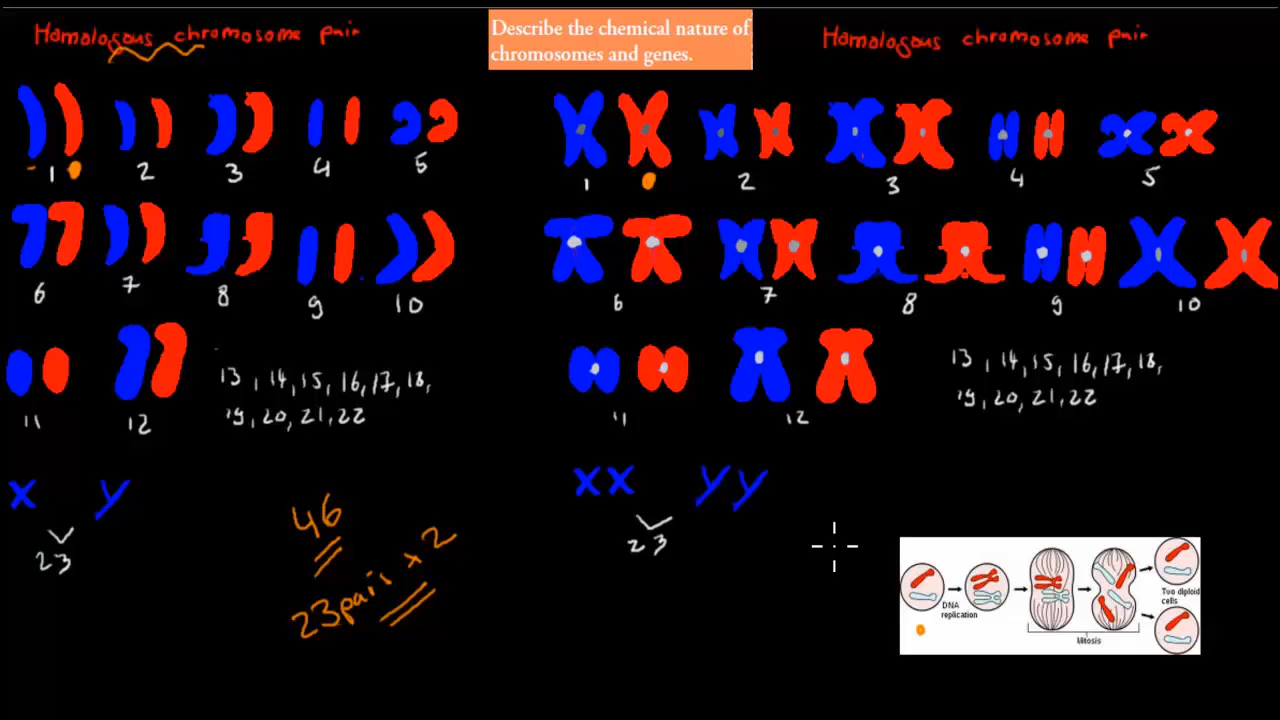 Homologous chromosome pair
Describe the chemical nature of
chromosomes and genes.
Homologous chromosome pair
1 2 3 4 5
6 7 8 9 10
11 12
13, 14, 15, 16, 17, 18,
19, 20, 21, 22
x y
23
46
23 pair x 2
1 2 3 4 5
6 7 8 9 10
11 12
13, 14, 15, 16, 17, 18,
19, 20, 21, 22
xx yy
23
DNA
replication
Mitosis
Two diploid
cells